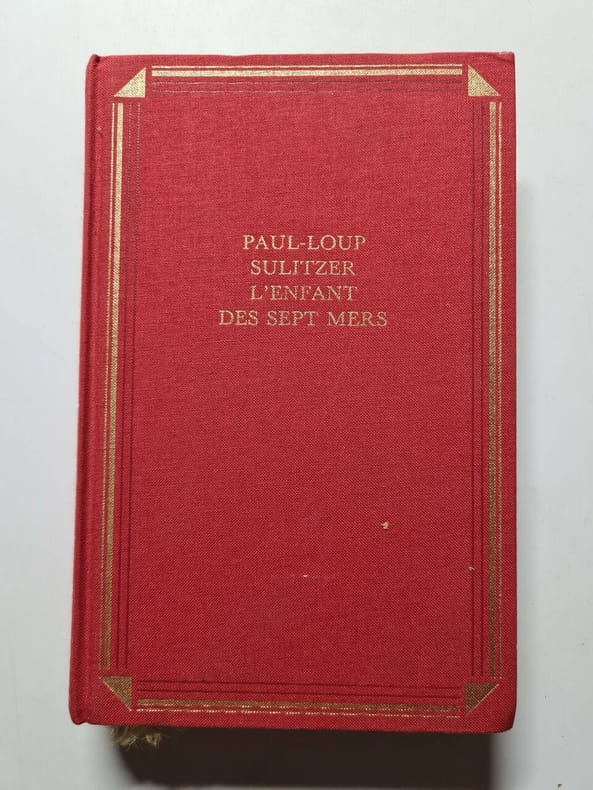 PAUL-LOUP
SULITZER
L'ENFANT
DES SEPT MERS